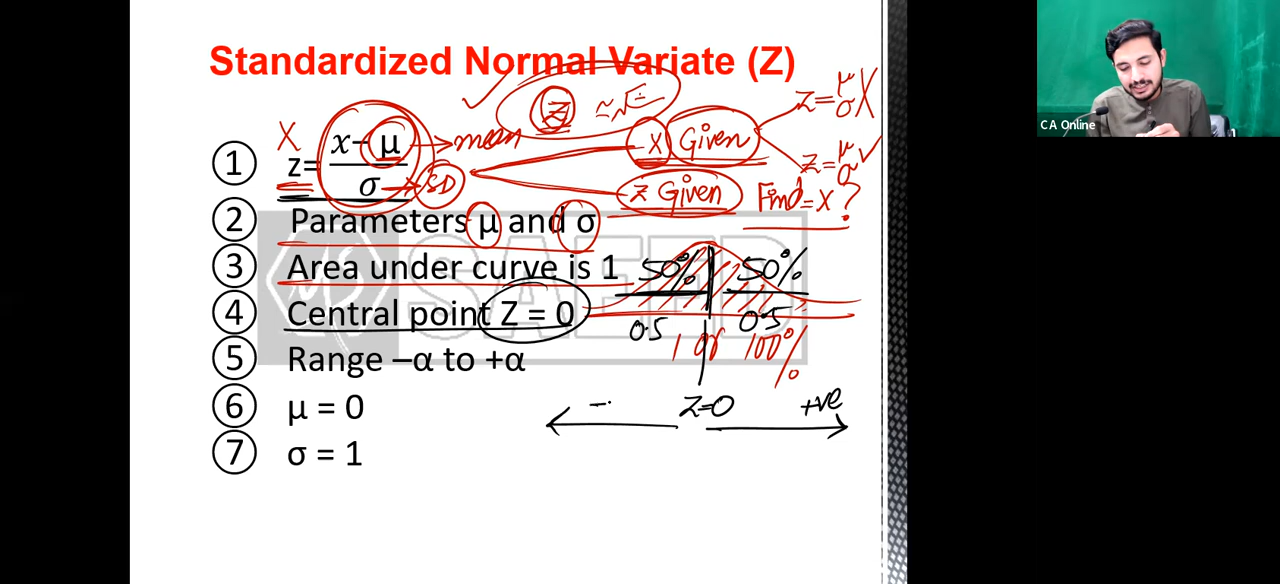 Standardized Normal Variate (Z)
① z= x-μ / σ
X
mean
SD
Z
X Given
Z = μ σ X
Z = μ σ ✓
Z Given Find = X ?
② Parameters μ and σ
③ Area under curve is 1
50% 50%
④ Central point Z = 0
0.5 0.5
1 or 100%
⑤ Range –α to +α
⑥ μ = 0
- Z=0 +ve
⑦ σ = 1
SAEED
CA Online